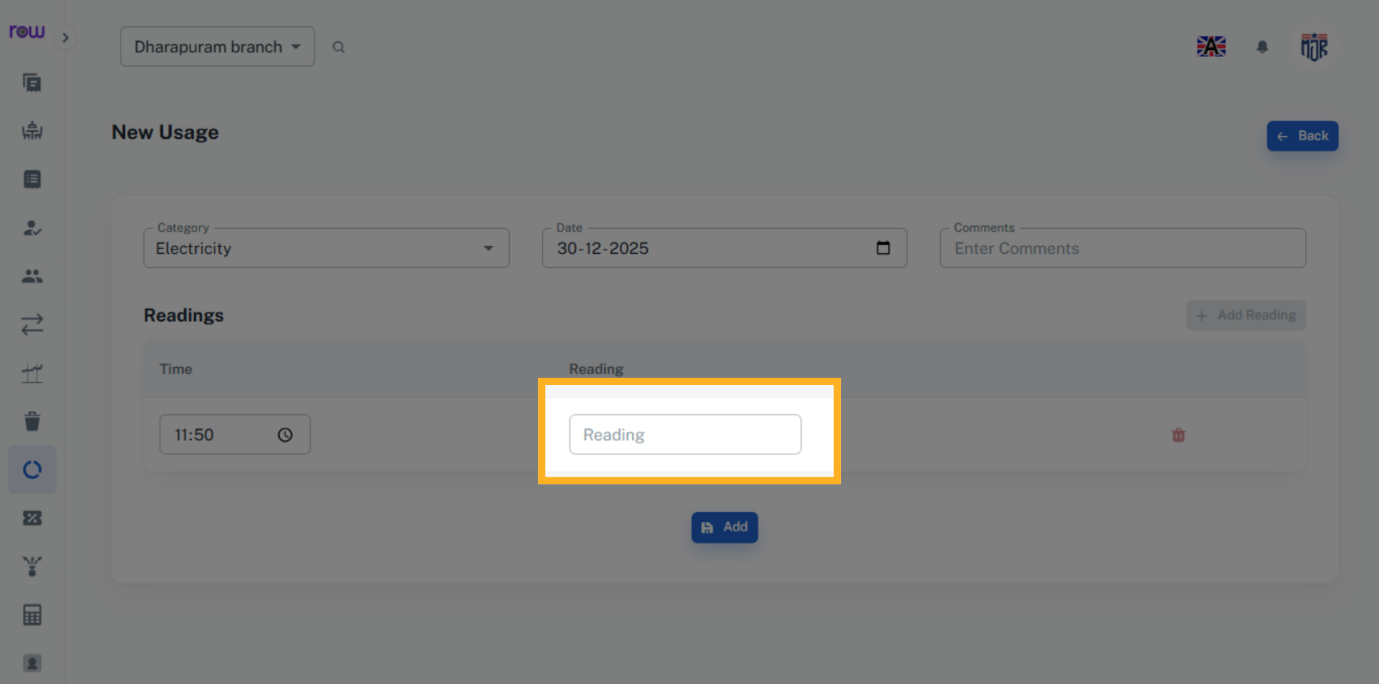 row
Dharapuram branch
A
MJR
New Usage
Back
Category
Electricity
Date
30-12-2025
Comments
Enter Comments
Readings
+ Add Reading
Time
Reading
11:50
Reading
Add